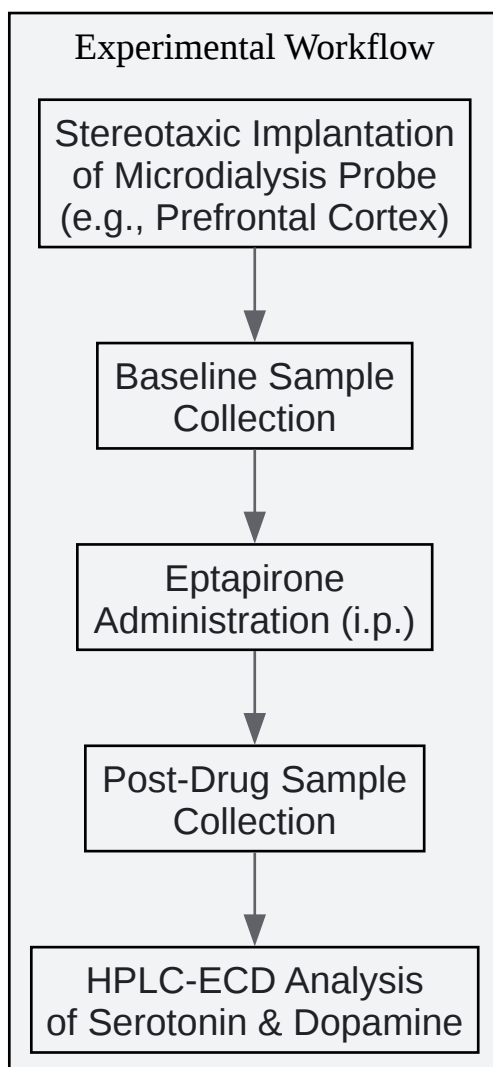 Experimental Workflow
Stereotaxic Implantation
of Microdialysis Probe
(e.g., Prefrontal Cortex)
Baseline Sample
Collection
Eptapirone
Administration (i.p.)
Post-Drug Sample
Collection
HPLC-ECD Analysis
of Serotonin & Dopamine